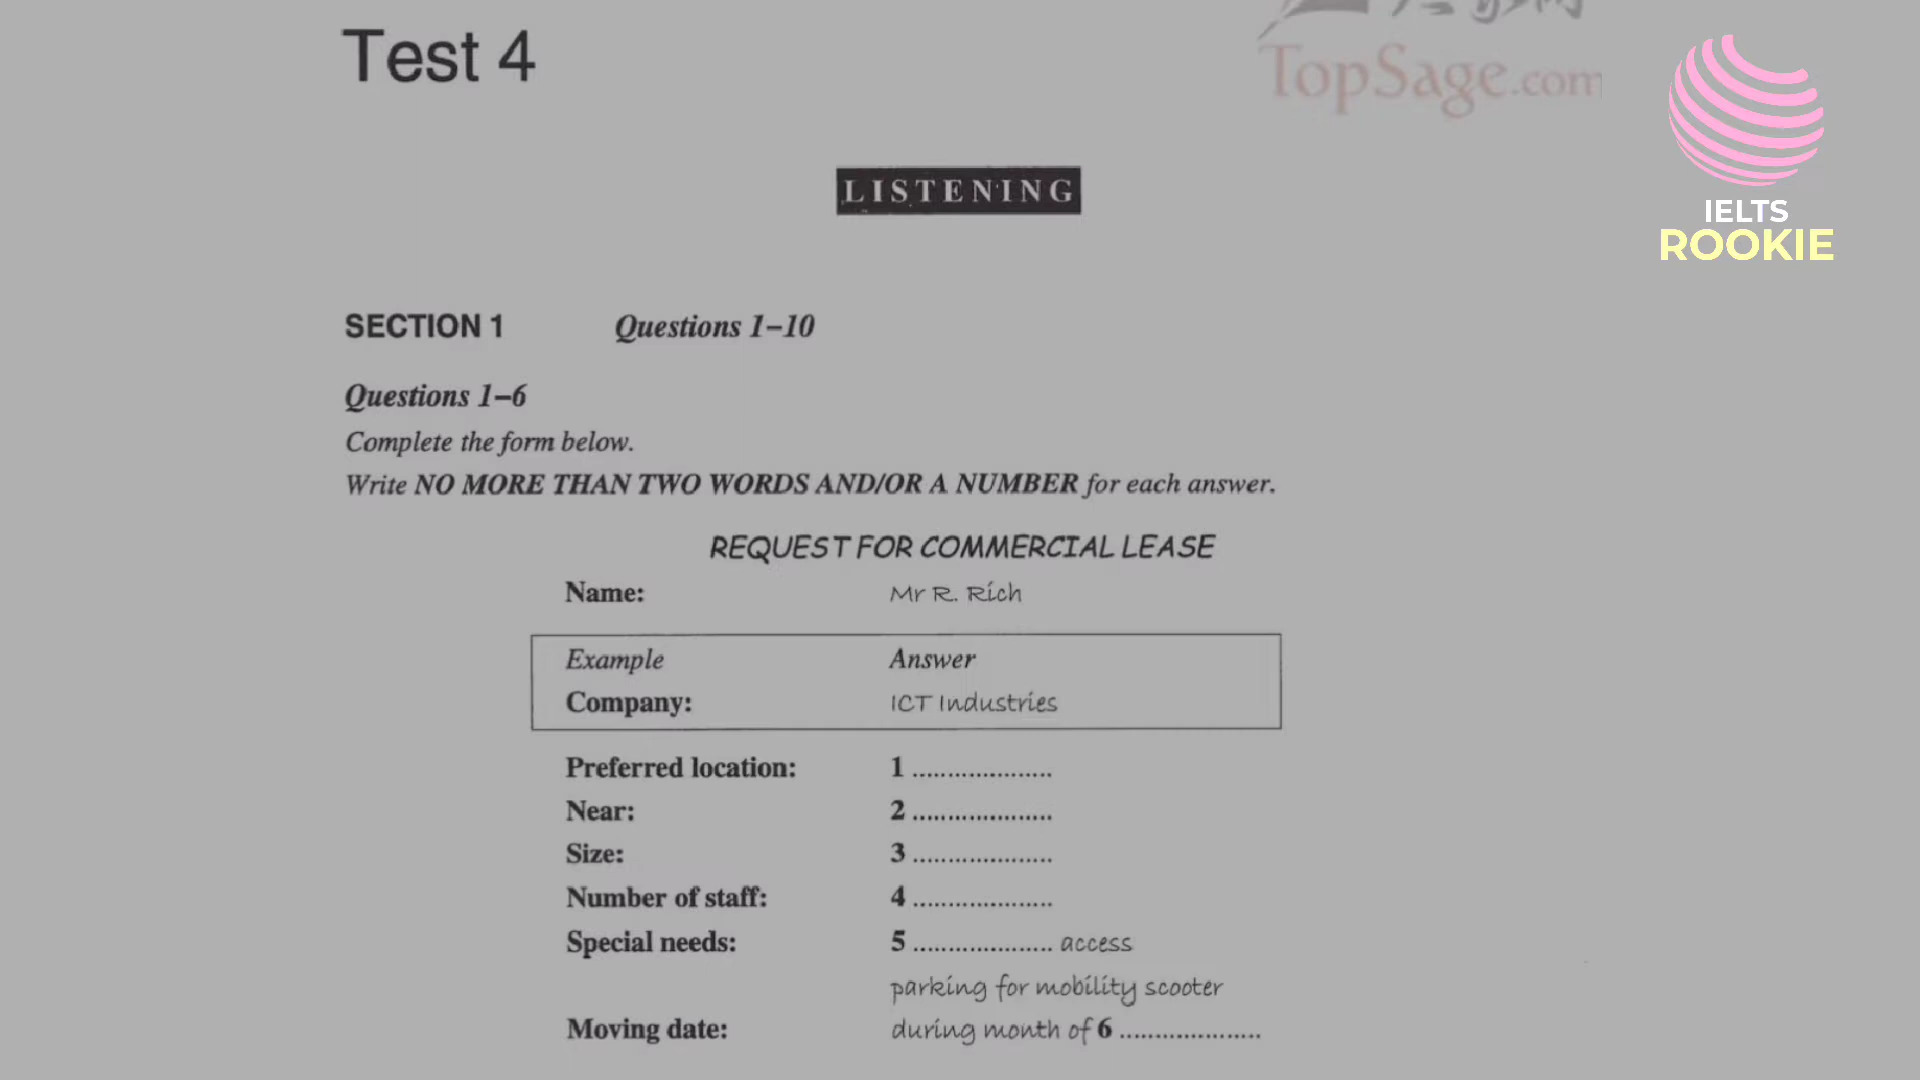 Test 4
TopSage.com
IELTS
ROOKIE
LISTENING
SECTION 1 Questions 1–10
Questions 1–6
Complete the form below.
Write NO MORE THAN TWO WORDS AND/OR A NUMBER for each answer.
REQUEST FOR COMMERCIAL LEASE
Name: Mr R. Rich
Example Answer
Company: ICT Industries
Preferred location: 1 ....................
Near: 2 ....................
Size: 3 ....................
Number of staff: 4 ....................
Special needs: 5 .................... access
parking for mobility scooter
Moving date: during month of 6 ....................